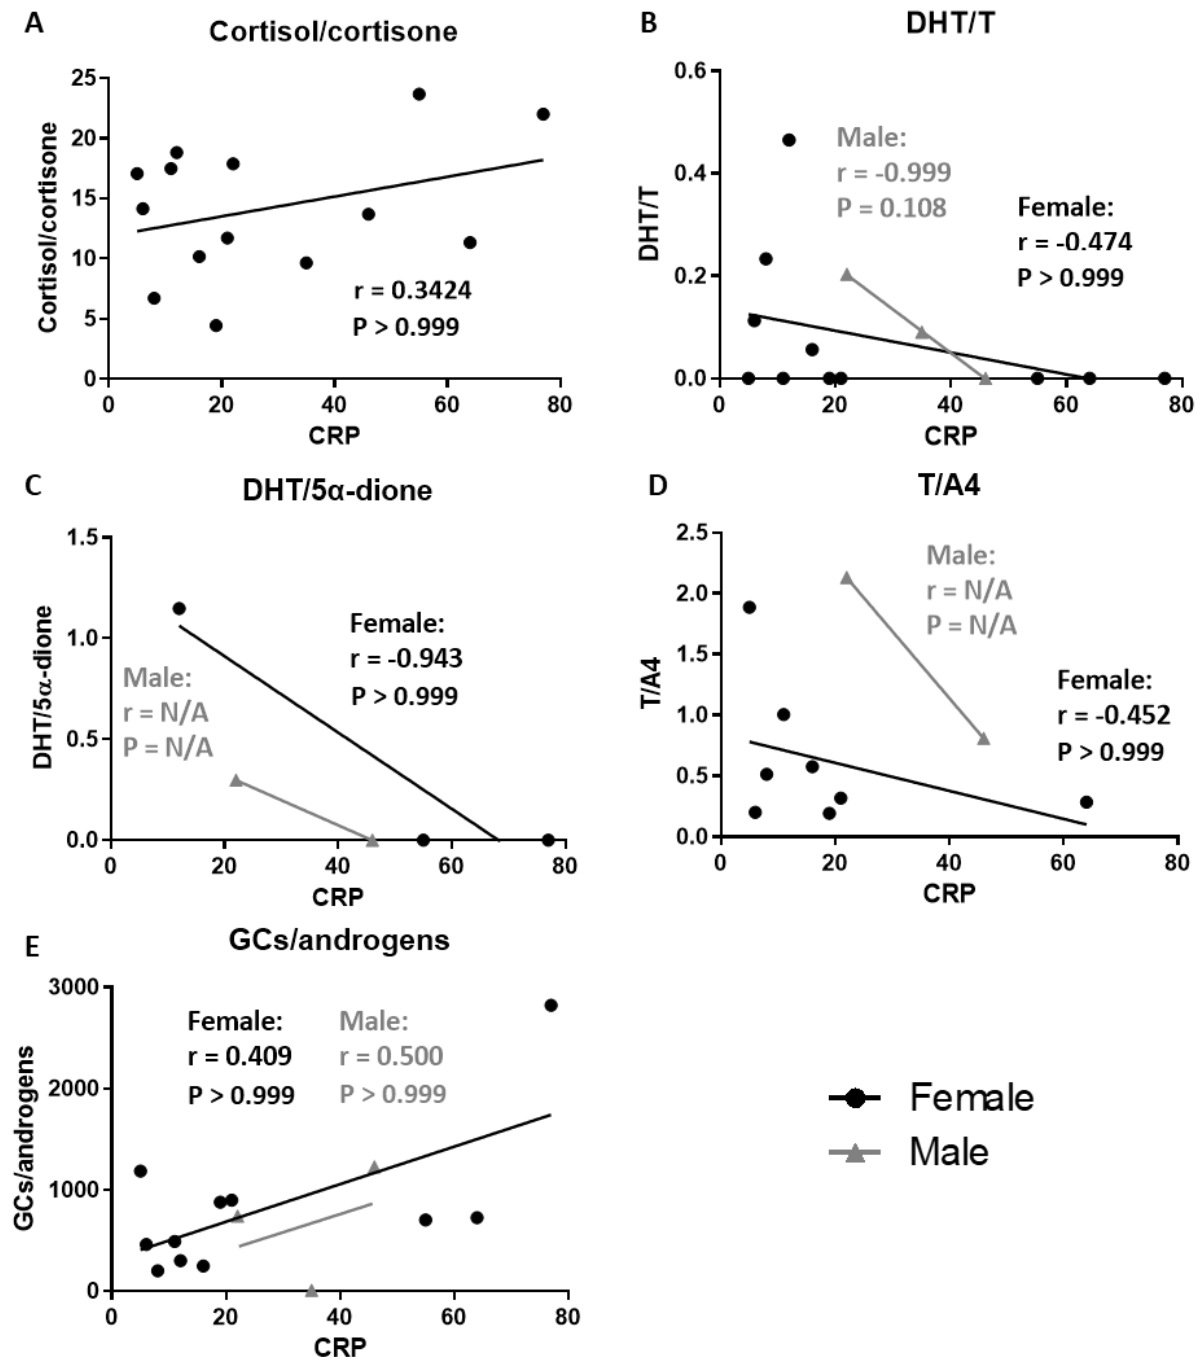 A
Cortisol/cortisone
Cortisol/cortisone
25
20
15
10
5
0
r = 0.3424
P > 0.999
0 20 40 60 80
CRP
B
DHT/T
DHT/T
0.6
0.4
0.2
0.0
Male:
r = -0.999
P = 0.108
Female:
r = -0.474
P > 0.999
0 20 40 60 80
CRP
C
DHT/5α-dione
DHT/5α-dione
1.5
1.0
0.5
0.0
Female:
r = -0.943
P > 0.999
Male:
r = N/A
P = N/A
0 20 40 60 80
CRP
D
T/A4
T/A4
2.5
2.0
1.5
1.0
0.5
0.0
Male:
r = N/A
P = N/A
Female:
r = -0.452
P > 0.999
0 20 40 60 80
CRP
E
GCs/androgens
GCs/androgens
3000
2000
1000
0
Female:
r = 0.409
P > 0.999
Male:
r = 0.500
P > 0.999
0 20 40 60 80
CRP
Female
Male